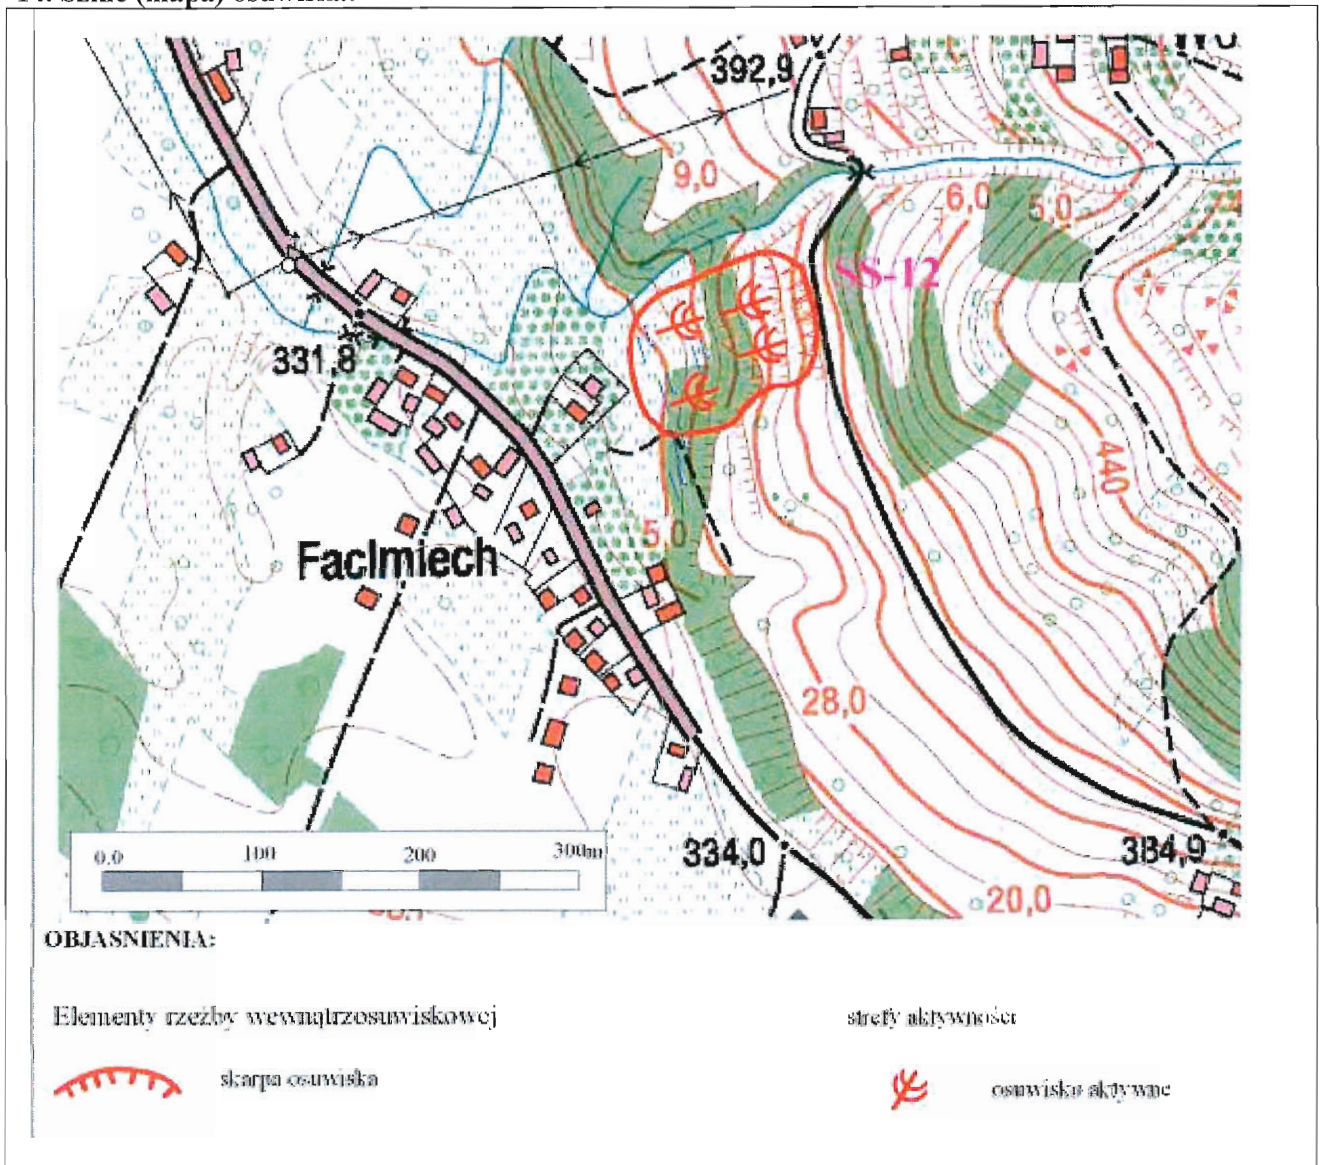 392,9
9,0
6,0
5,0
SS-12
331,8
440
5,0
Faclmiech
28,0
334,0
384,9
20,0
0,0 100 200 300m
OBJASNIENIA:
Elementy rzeźby wewnątrzosuwiskowej
strefy aktywności
skarpa osuwiska
osuwisko aktywne